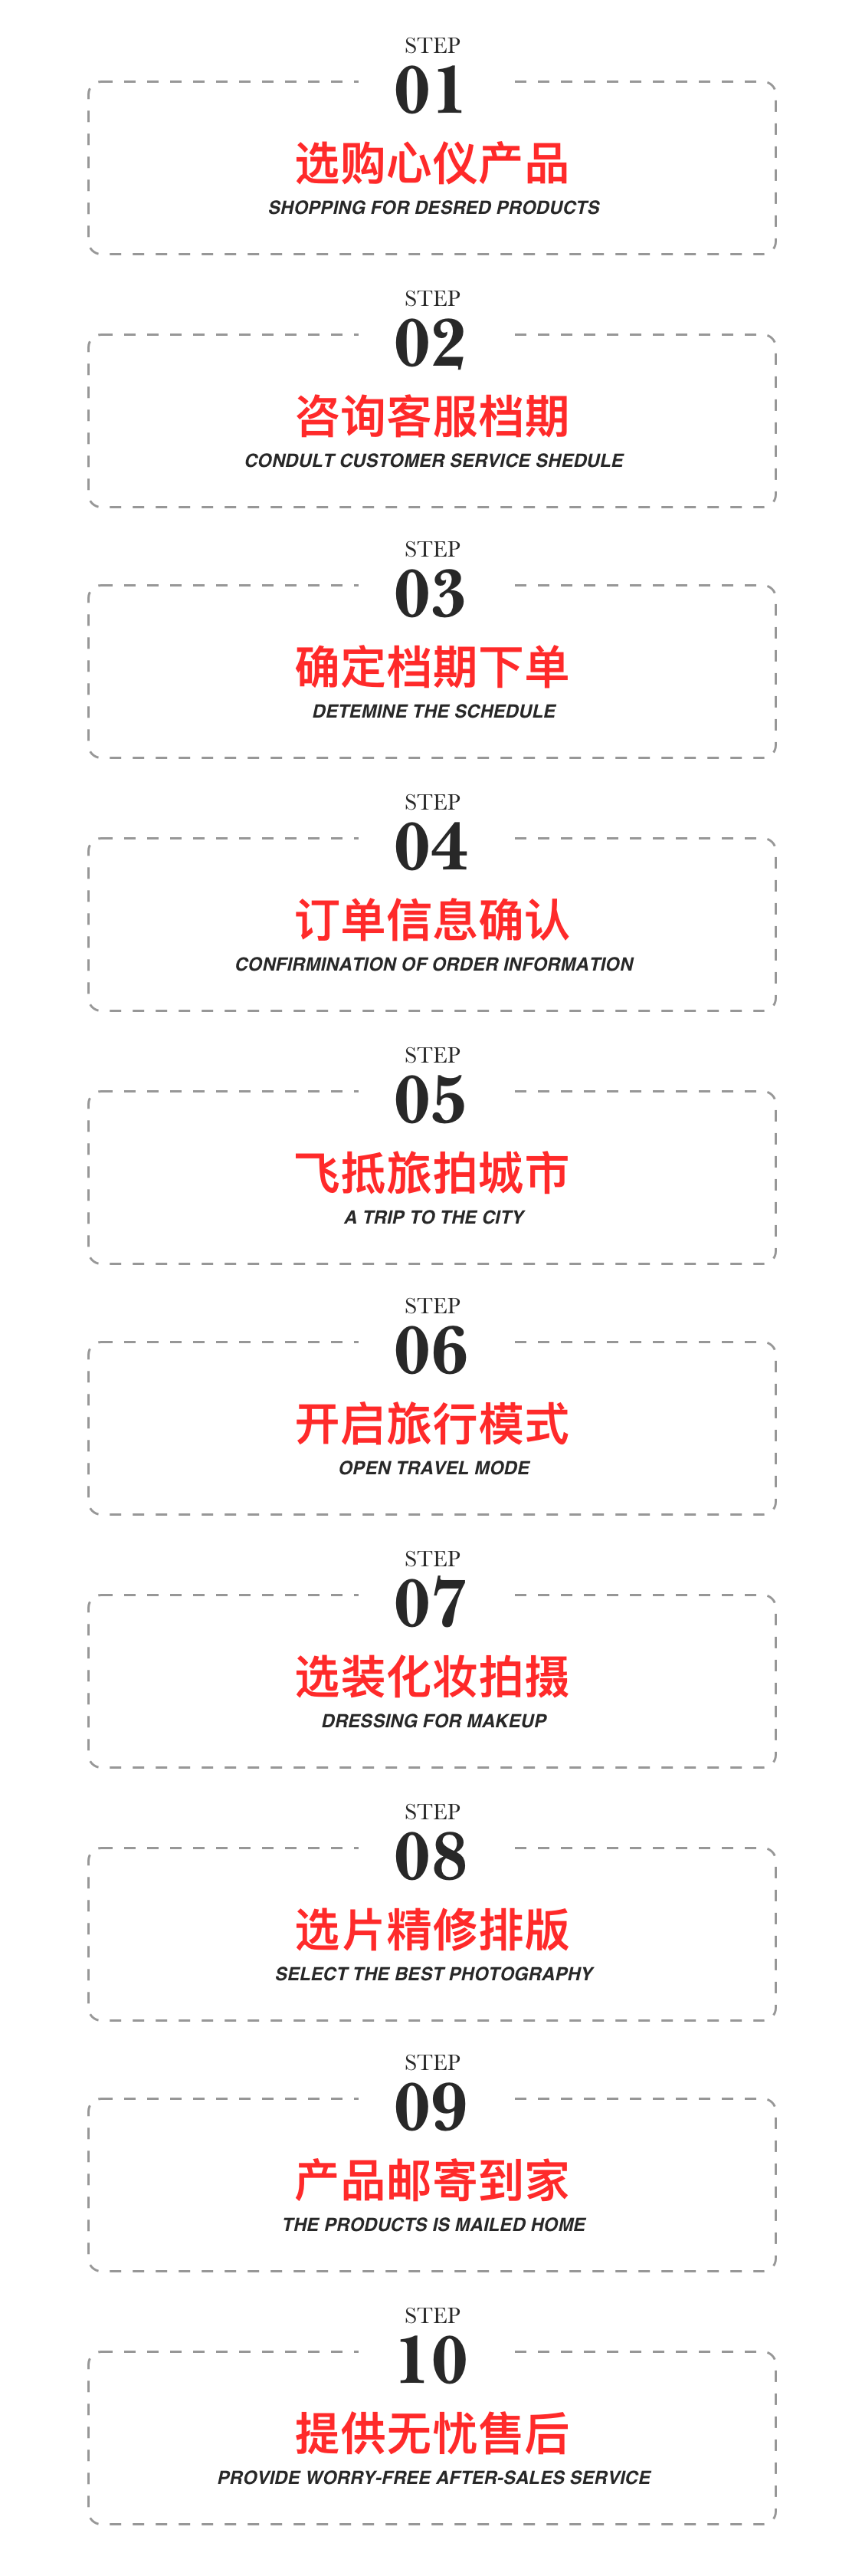 STEP
01
选购心仪产品
SHOPPING FOR DESRED PRODUCTS
STEP
02
咨询客服档期
CONDULT CUSTOMER SERVICE SHEDULE
STEP
03
确定档期下单
DETEMINE THE SCHEDULE
STEP
04
订单信息确认
CONFIRMINATION OF ORDER INFORMATION
STEP
05
飞抵旅拍城市
A TRIP TO THE CITY
STEP
06
开启旅行模式
OPEN TRAVEL MODE
STEP
07
选装化妆拍摄
DRESSING FOR MAKEUP
STEP
08
选片精修排版
SELECT THE BEST PHOTOGRAPHY
STEP
09
产品邮寄到家
THE PRODUCTS IS MAILED HOME
STEP
10
提供无忧售后
PROVIDE WORRY-FREE AFTER-SALES SERVICE